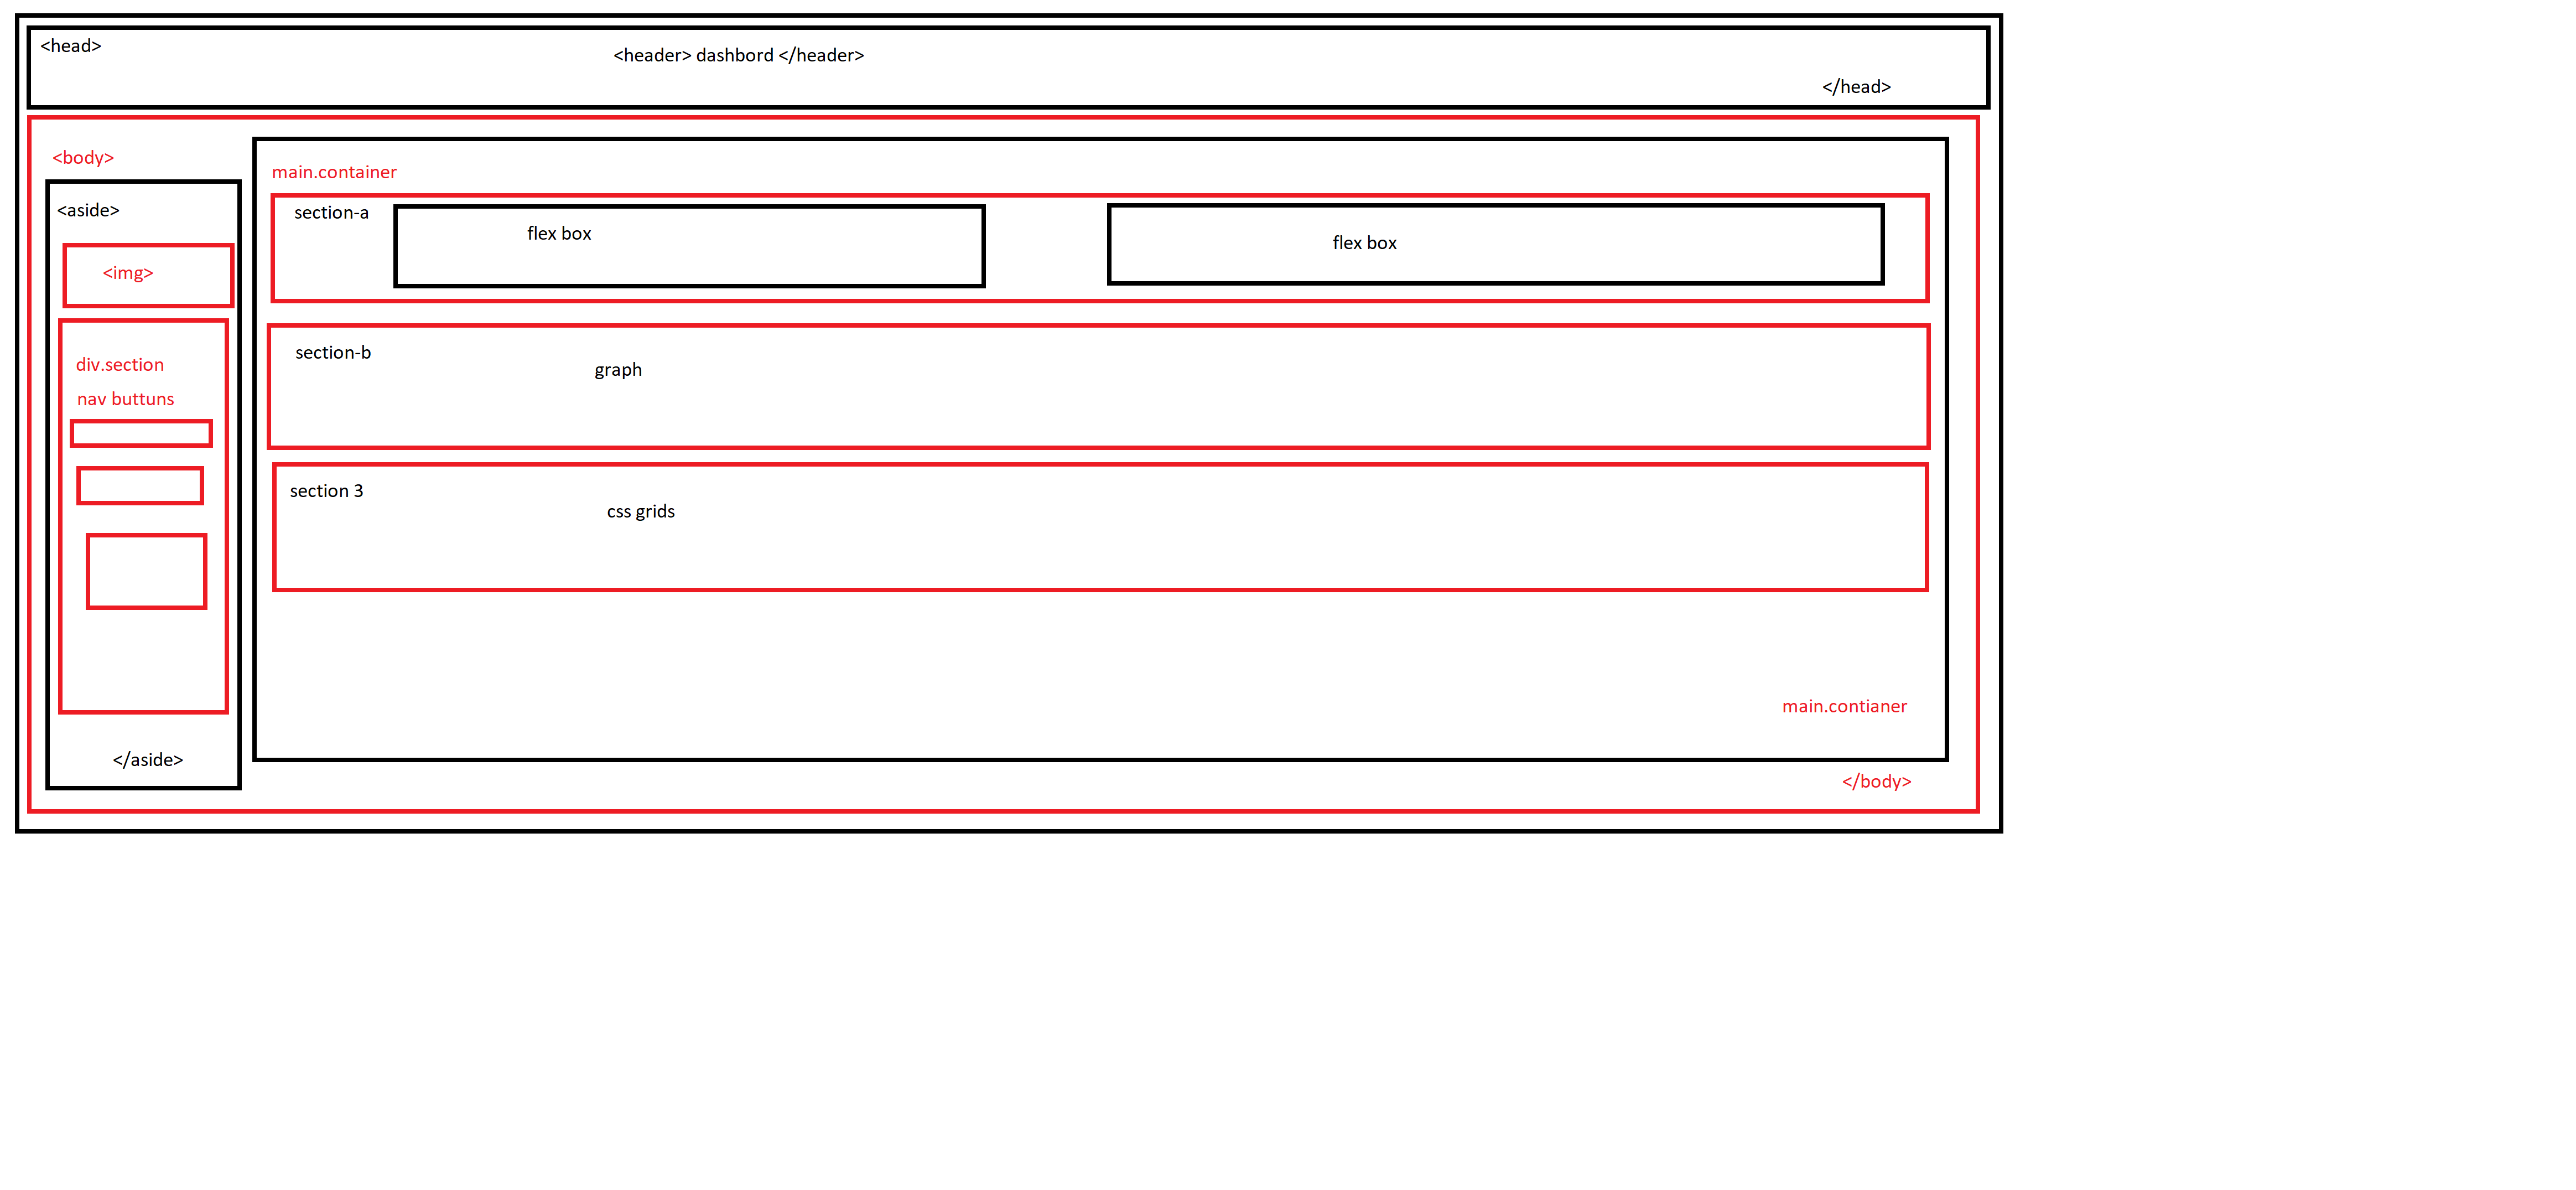 <head>
<header> dashbord </header>
</head>
<body>
<aside>
<img>
div.section
nav buttuns
</aside>
main.container
section-a
flex box
flex box
section-b
graph
section 3
css grids
main.contianer
</body>